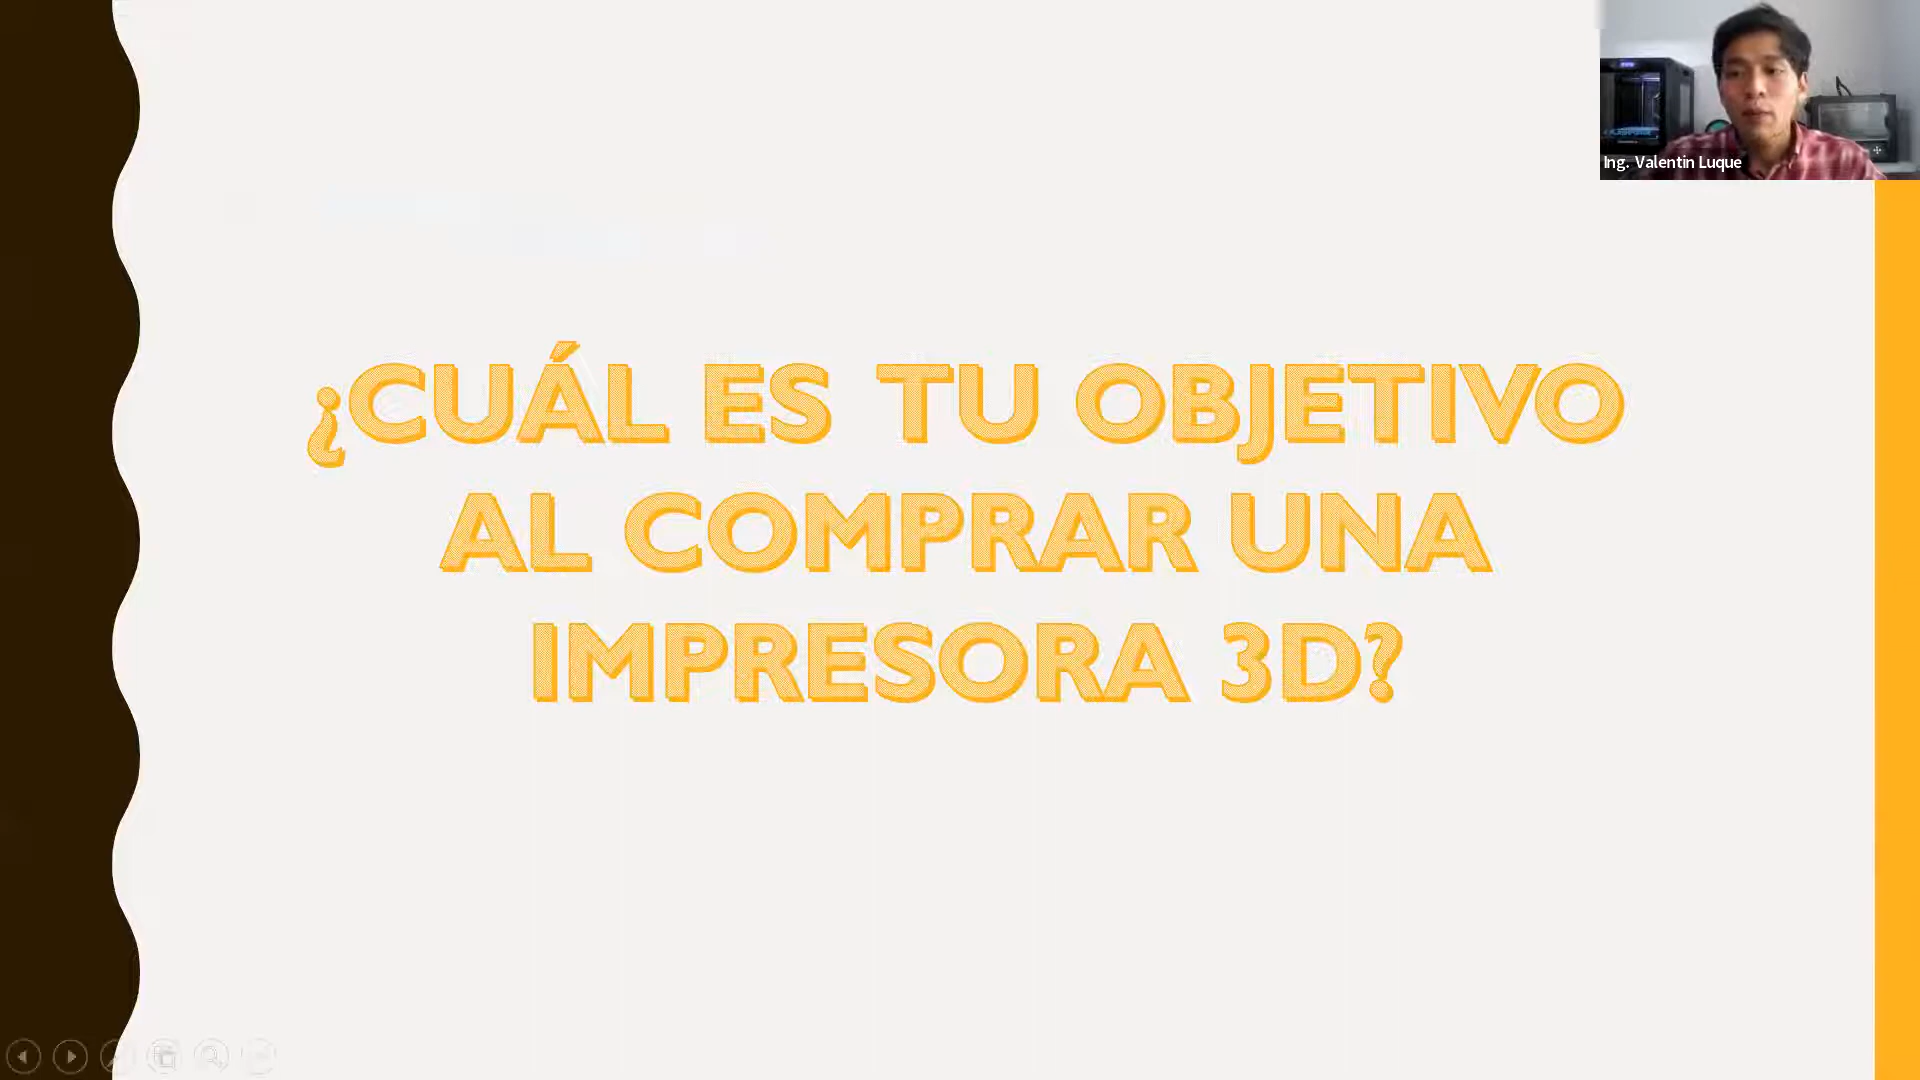 Ing. Valentin Luque
¿CUÁL ES TU OBJETIVO
AL COMPRAR UNA
IMPRESORA 3D?